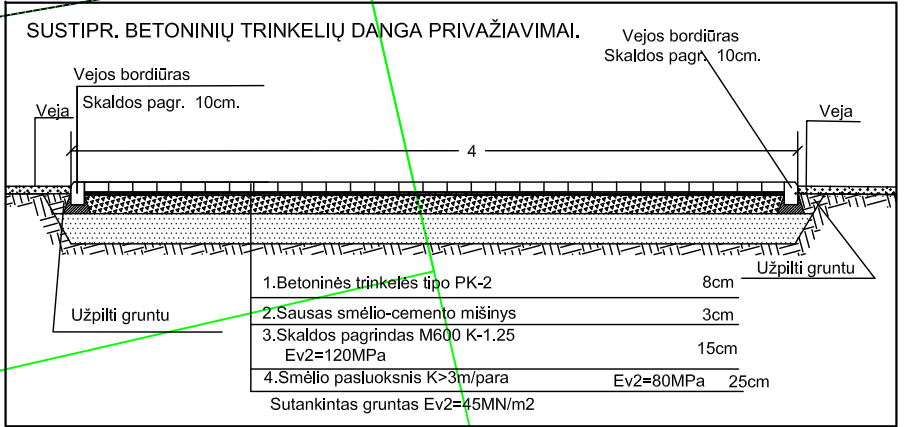 SUSTIPR. BETONINIŲ TRINKELIŲ DANGA PRIVAŽIAVIMAI.
Vejos bordiūras
Skaldos pagr. 10cm.
Vejos bordiūras
Skaldos pagr. 10cm.
Veja
Veja
4
Užpilti gruntu
Užpilti gruntu
1.Betoninės trinkelės tipo PK-2 8cm
2.Sausas smėlio-cemento mišinys 3cm
3.Skaldos pagrindas M600 K-1.25
Ev2=120MPa 15cm
4.Smėlio pasluoksnis K>3m/para Ev2=80MPa 25cm
Sutankintas gruntas Ev2=45MN/m2